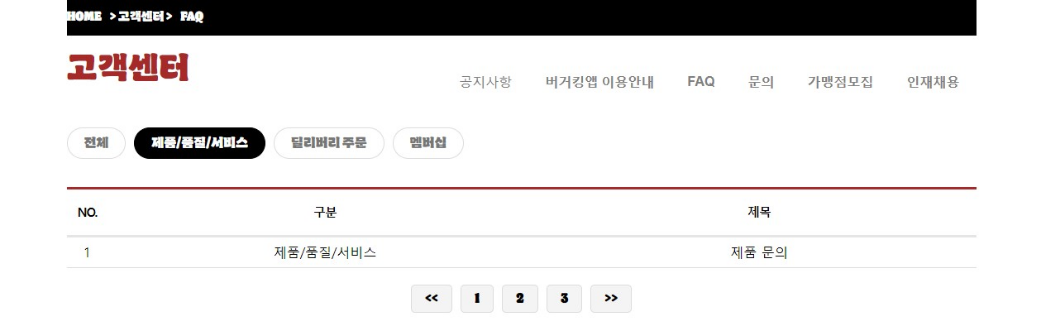 HOME >고객센터> FAQ
고객센터
공지사항 버거킹앱 이용안내 FAQ 문의 가맹점모집 인재채용
전체 제품/품질/서비스 딜리버리 주문 멤버십
NO. 구분 제목
1 제품/품질/서비스 제품 문의
<< 1 2 3 >>